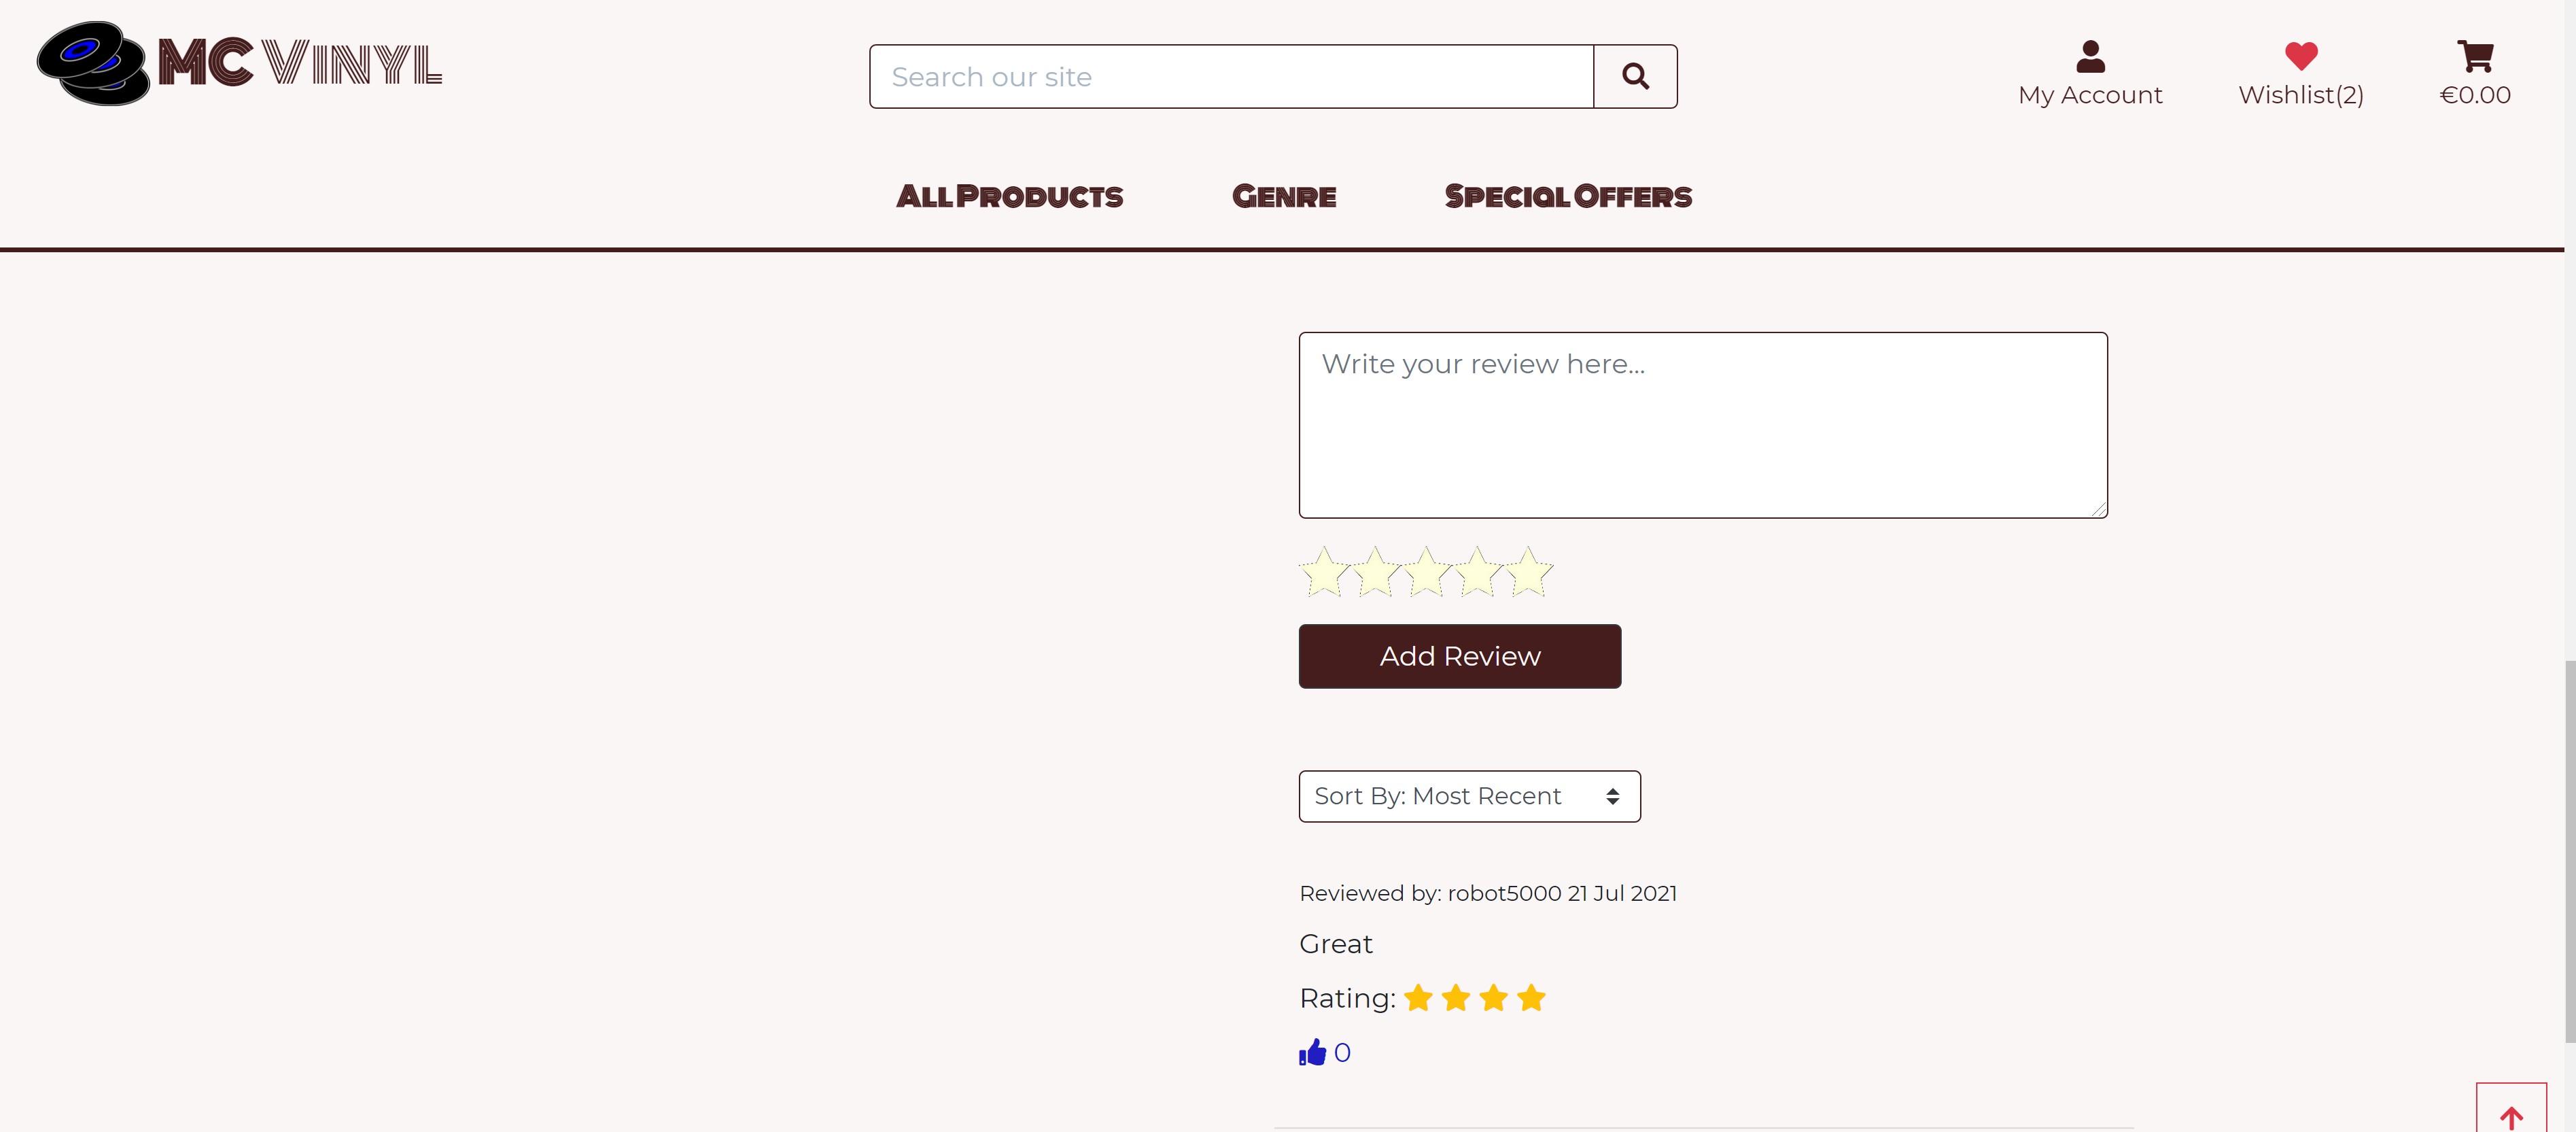 MC VINYL
Search our site
My Account
Wishlist(2)
€0.00
ALL PRODUCTS
GENRE
SPECIAL OFFERS
Write your review here...
Add Review
Sort By: Most Recent
Reviewed by: robot5000 21 Jul 2021
Great
Rating:
0